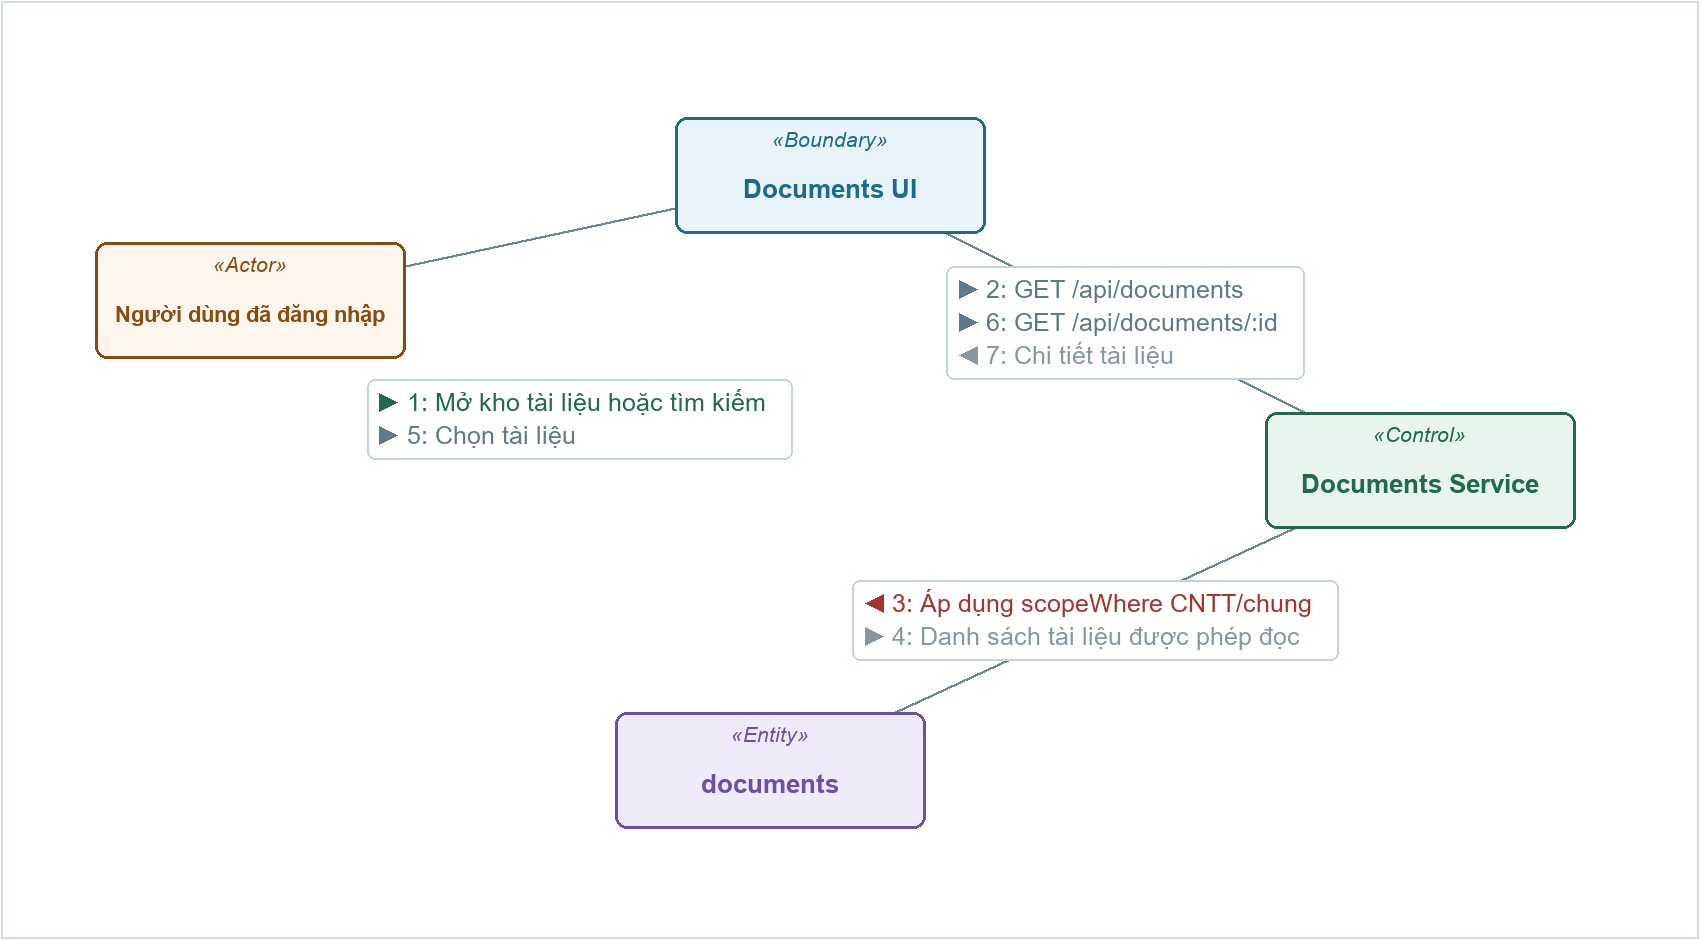 «Boundary»
Documents UI
«Actor»
Người dùng đã đăng nhập
▶ 2: GET /api/documents
▶ 6: GET /api/documents/:id
◀ 7: Chi tiết tài liệu
▶ 1: Mở kho tài liệu hoặc tìm kiếm
▶ 5: Chọn tài liệu
«Control»
Documents Service
◀ 3: Áp dụng scopeWhere CNTT/chung
▶ 4: Danh sách tài liệu được phép đọc
«Entity»
documents